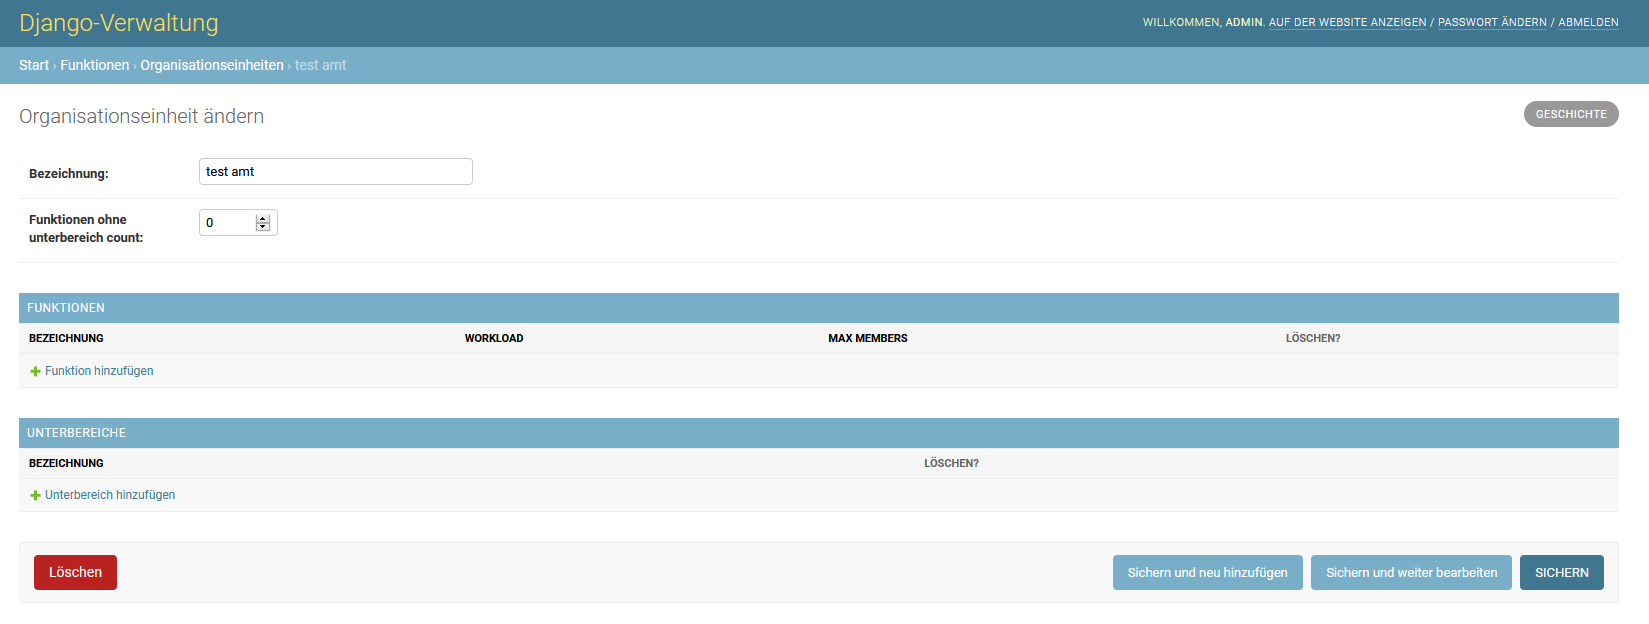 Django-Verwaltung
WILLKOMMEN, ADMIN. AUF DER WEBSITE ANZEIGEN / PASSWORT ÄNDERN / ABMELDEN
Start › Funktionen › Organisationseinheiten › test amt
Organisationseinheit ändern
GESCHICHTE
Bezeichnung:
test amt
Funktionen ohne
unterbereich count:
0
FUNKTIONEN
BEZEICHNUNG WORKLOAD MAX MEMBERS LÖSCHEN?
Funktion hinzufügen
UNTERBEREICHE
BEZEICHNUNG LÖSCHEN?
Unterbereich hinzufügen
Löschen
Sichern und neu hinzufügen
Sichern und weiter bearbeiten
SICHERN